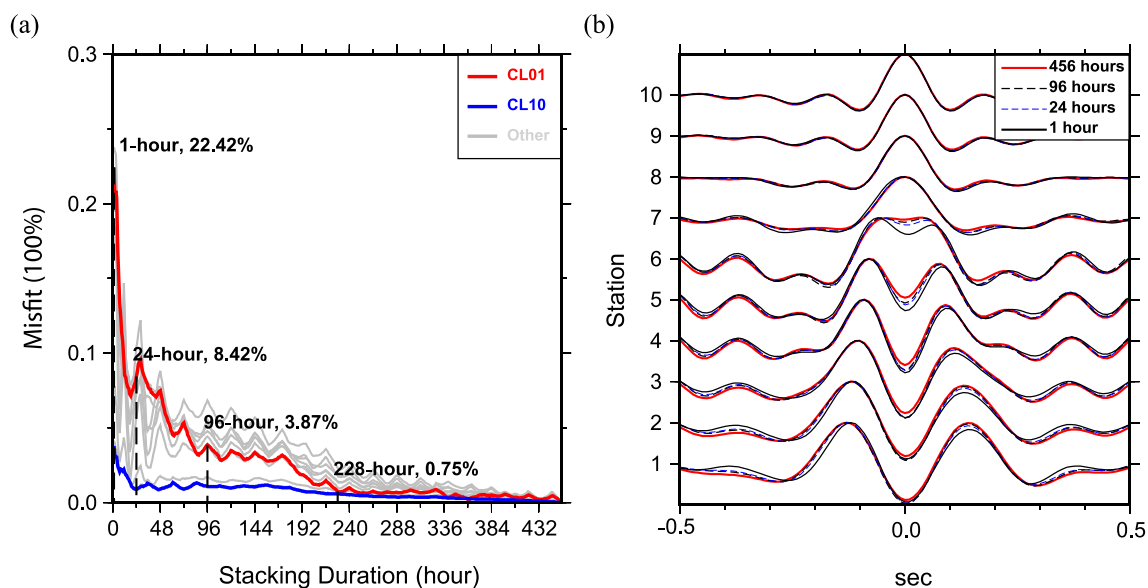 (a)
0.3
0.2
0.1
0.0
Misfit (100%)
CL01
CL10
Other
1-hour, 22.42%
24-hour, 8.42%
96-hour, 3.87%
228-hour, 0.75%
0 48 96 144 192 240 288 336 384 432
Stacking Duration (hour)
(b)
10
9
8
7
6
5
4
3
2
1
Station
456 hours
96 hours
24 hours
1 hour
−0.5 0.0 0.5
sec